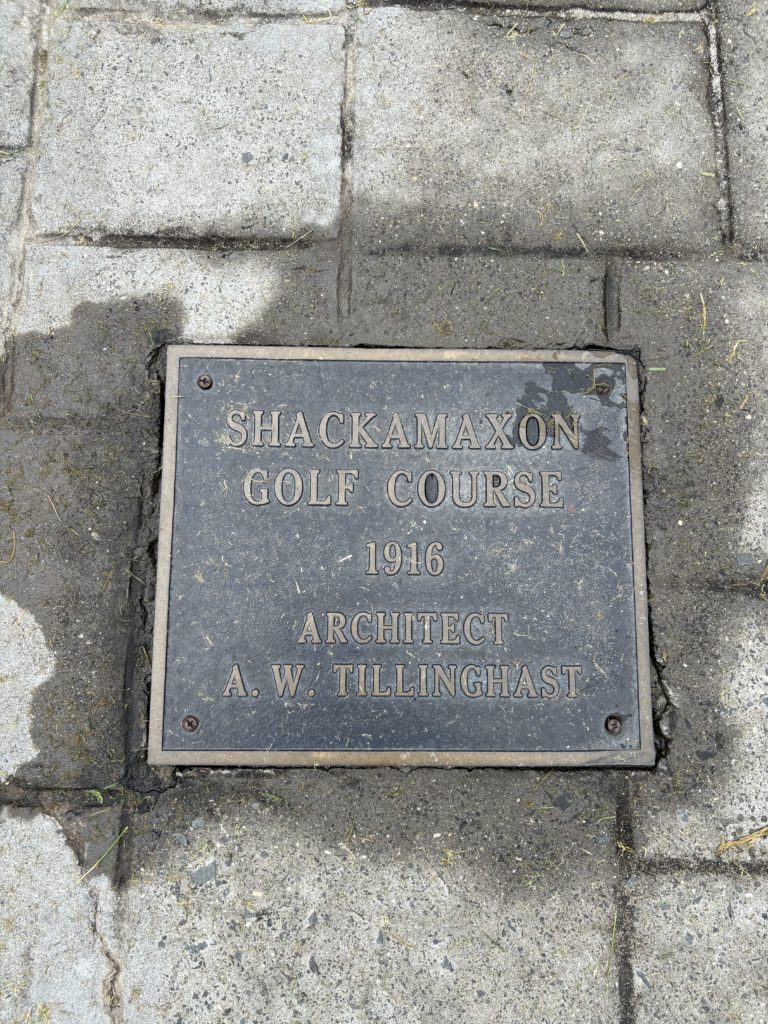 SHACKAMAXON
GOLF COURSE
1916
ARCHITECT
A. W. TILLINGHAST